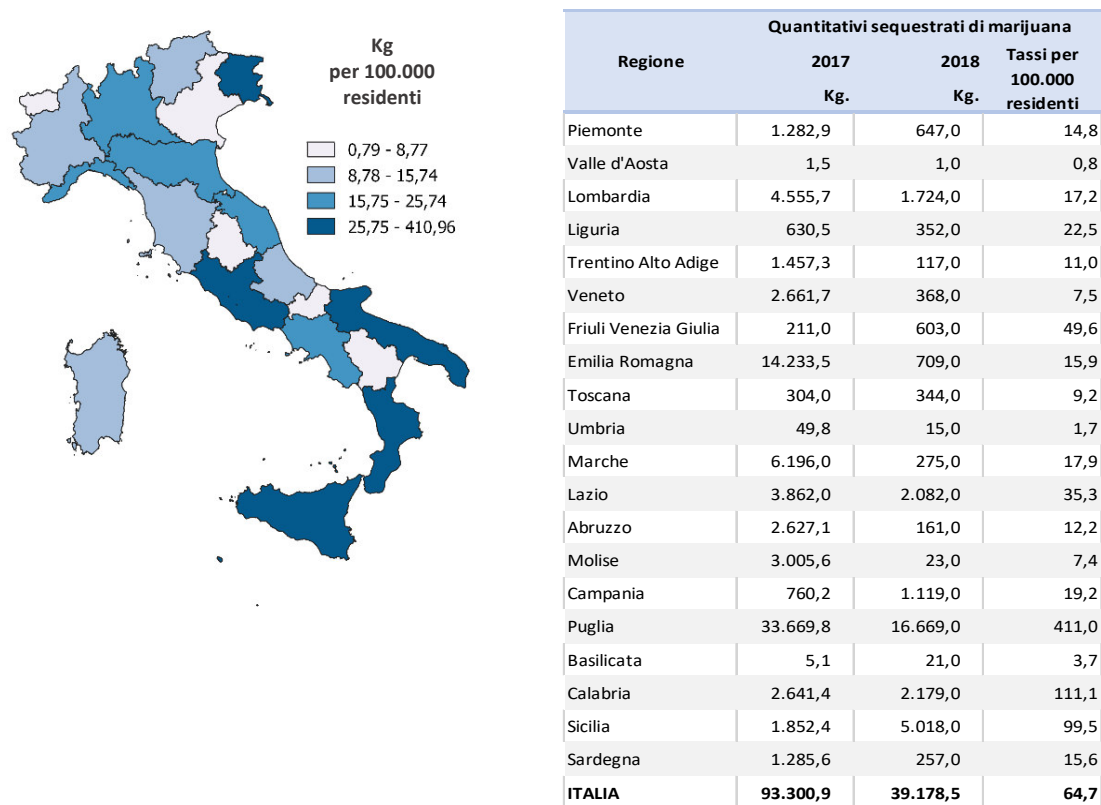 Kg
per 100.000
residenti
0,79 - 8,77
8,78 - 15,74
15,75 - 25,74
25,75 - 410,96
Quantitativi sequestrati di marijuana
Regione 2017 2018 Tassi per
100.000
Kg. Kg. residenti
Piemonte 1.282,9 647,0 14,8
Valle d'Aosta 1,5 1,0 0,8
Lombardia 4.555,7 1.724,0 17,2
Liguria 630,5 352,0 22,5
Trentino Alto Adige 1.457,3 117,0 11,0
Veneto 2.661,7 368,0 7,5
Friuli Venezia Giulia 211,0 603,0 49,6
Emilia Romagna 14.233,5 709,0 15,9
Toscana 304,0 344,0 9,2
Umbria 49,8 15,0 1,7
Marche 6.196,0 275,0 17,9
Lazio 3.862,0 2.082,0 35,3
Abruzzo 2.627,1 161,0 12,2
Molise 3.005,6 23,0 7,4
Campania 760,2 1.119,0 19,2
Puglia 33.669,8 16.669,0 411,0
Basilicata 5,1 21,0 3,7
Calabria 2.641,4 2.179,0 111,1
Sicilia 1.852,4 5.018,0 99,5
Sardegna 1.285,6 257,0 15,6
ITALIA 93.300,9 39.178,5 64,7